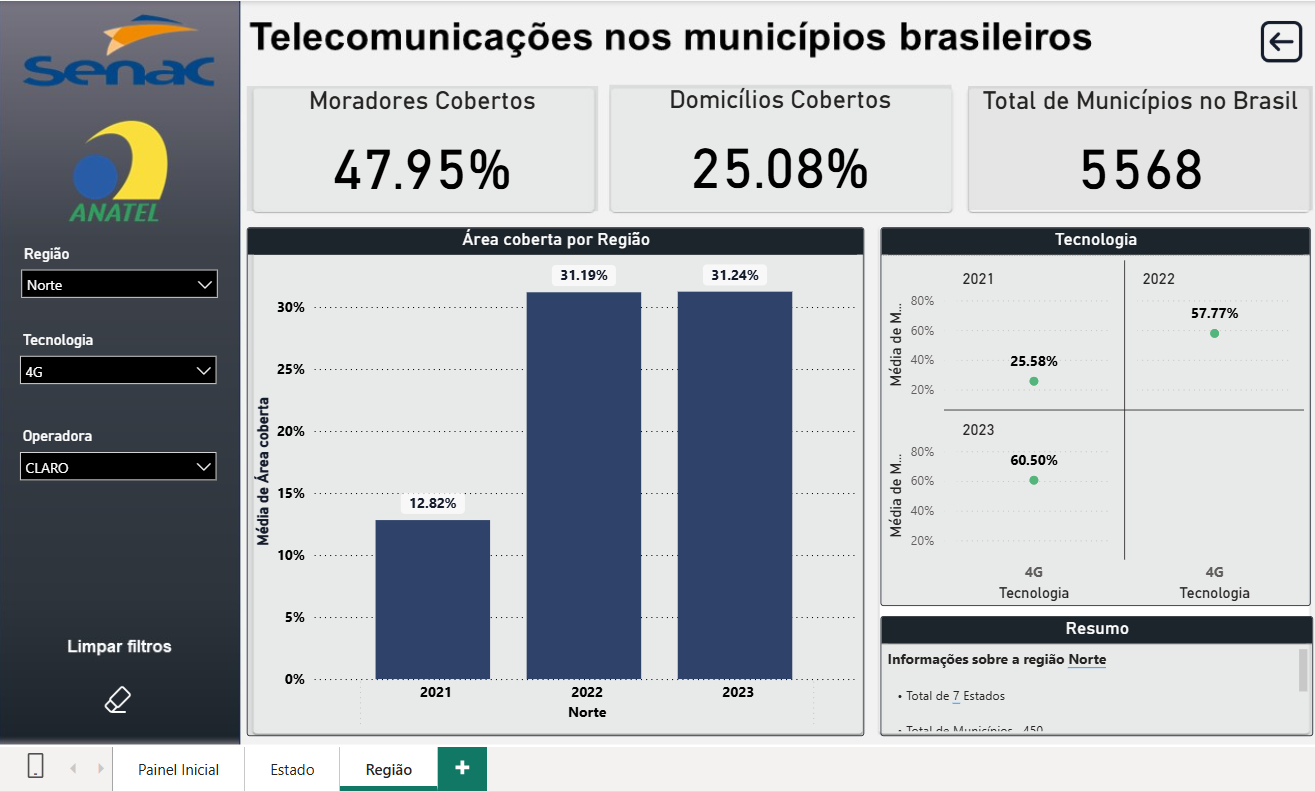 Senac
ANATEL
Região
Norte
Tecnologia
4G
Operadora
CLARO
Limpar filtros
Telecomunicações nos municípios brasileiros
Moradores Cobertos
47.95%
Domicílios Cobertos
25.08%
Total de Municípios no Brasil
5568
Área coberta por Região
Média de Área coberta
30%
25%
20%
15%
10%
5%
0%
12.82%
31.19%
31.24%
2021
2022
2023
Norte
Tecnologia
2021
2022
Média de M...
80%
60%
40%
20%
25.58%
57.77%
2023
Média de M...
80%
60%
40%
20%
60.50%
4G
4G
Tecnologia
Tecnologia
Resumo
Informações sobre a região Norte
• Total de 7 Estados
• Total de Municípios 450
Painel Inicial
Estado
Região
+